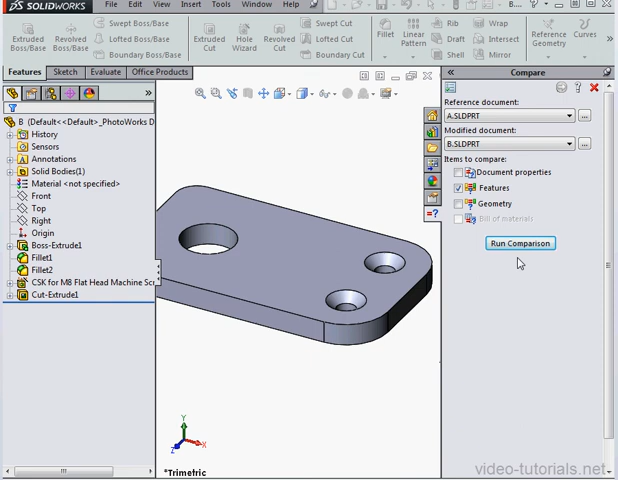 SOLIDWORKS File Edit View Insert Tools Window Help B...
Extruded Boss/Base
Revolved Boss/Base
Swept Boss/Base
Lofted Boss/Base
Boundary Boss/Base
Extruded Cut
Hole Wizard
Revolved Cut
Swept Cut
Lofted Cut
Boundary Cut
Fillet
Linear Pattern
Rib
Draft
Shell
Wrap
Intersect
Mirror
Reference Geometry
Curves
Features Sketch Evaluate Office Products
Compare
Reference document:
A.SLDPRT
...
Modified document:
B.SLDPRT
...
Items to compare:
Document properties
Features
Geometry
Bill of materials
Run Comparison
B (Default<<Default>_PhotoWorks D
History
Sensors
Annotations
Solid Bodies(1)
Material <not specified>
Front
Top
Right
Origin
Boss-Extrude1
Fillet1
Fillet2
CSK for M8 Flat Head Machine Scr
Cut-Extrude1
Y
X
Z
*Trimetric
video-tutorials.net